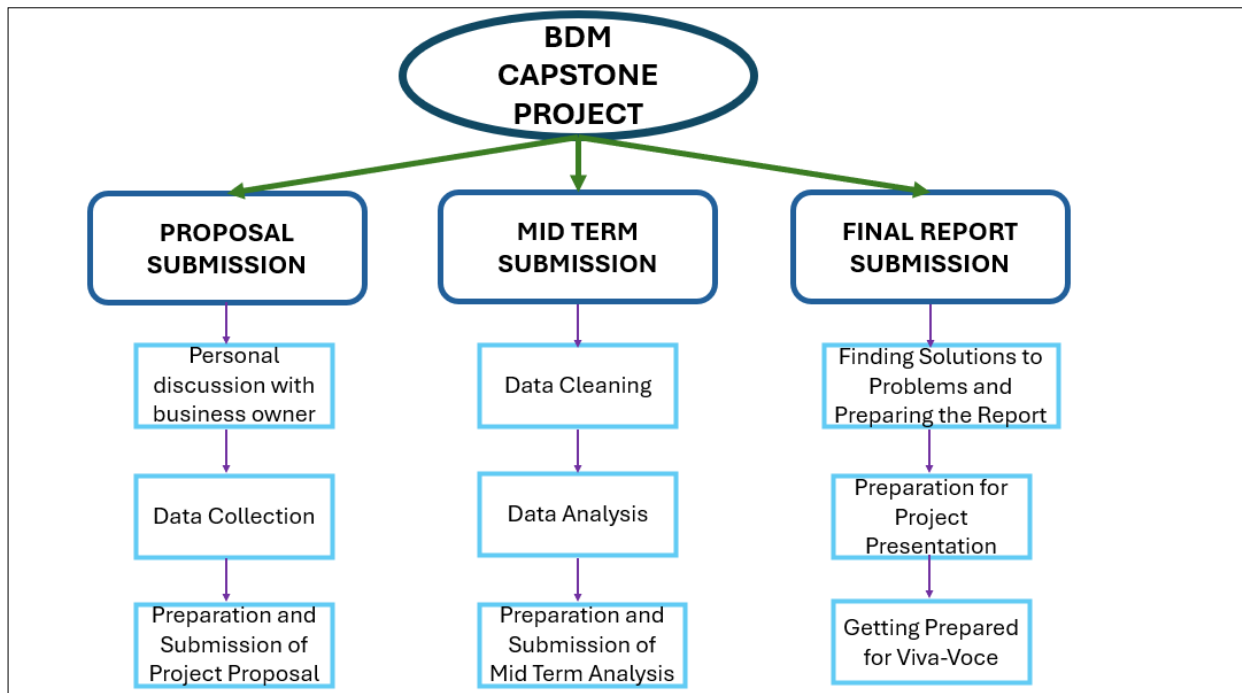 BDM
CAPSTONE
PROJECT
PROPOSAL
SUBMISSION
MID TERM
SUBMISSION
FINAL REPORT
SUBMISSION
Personal
discussion with
business owner
Data Cleaning
Finding Solutions to
Problems and
Preparing the Report
Data Collection
Data Analysis
Preparation for
Project
Presentation
Preparation and
Submission of
Project Proposal
Preparation and
Submission of
Mid Term Analysis
Getting Prepared
for Viva-Voce